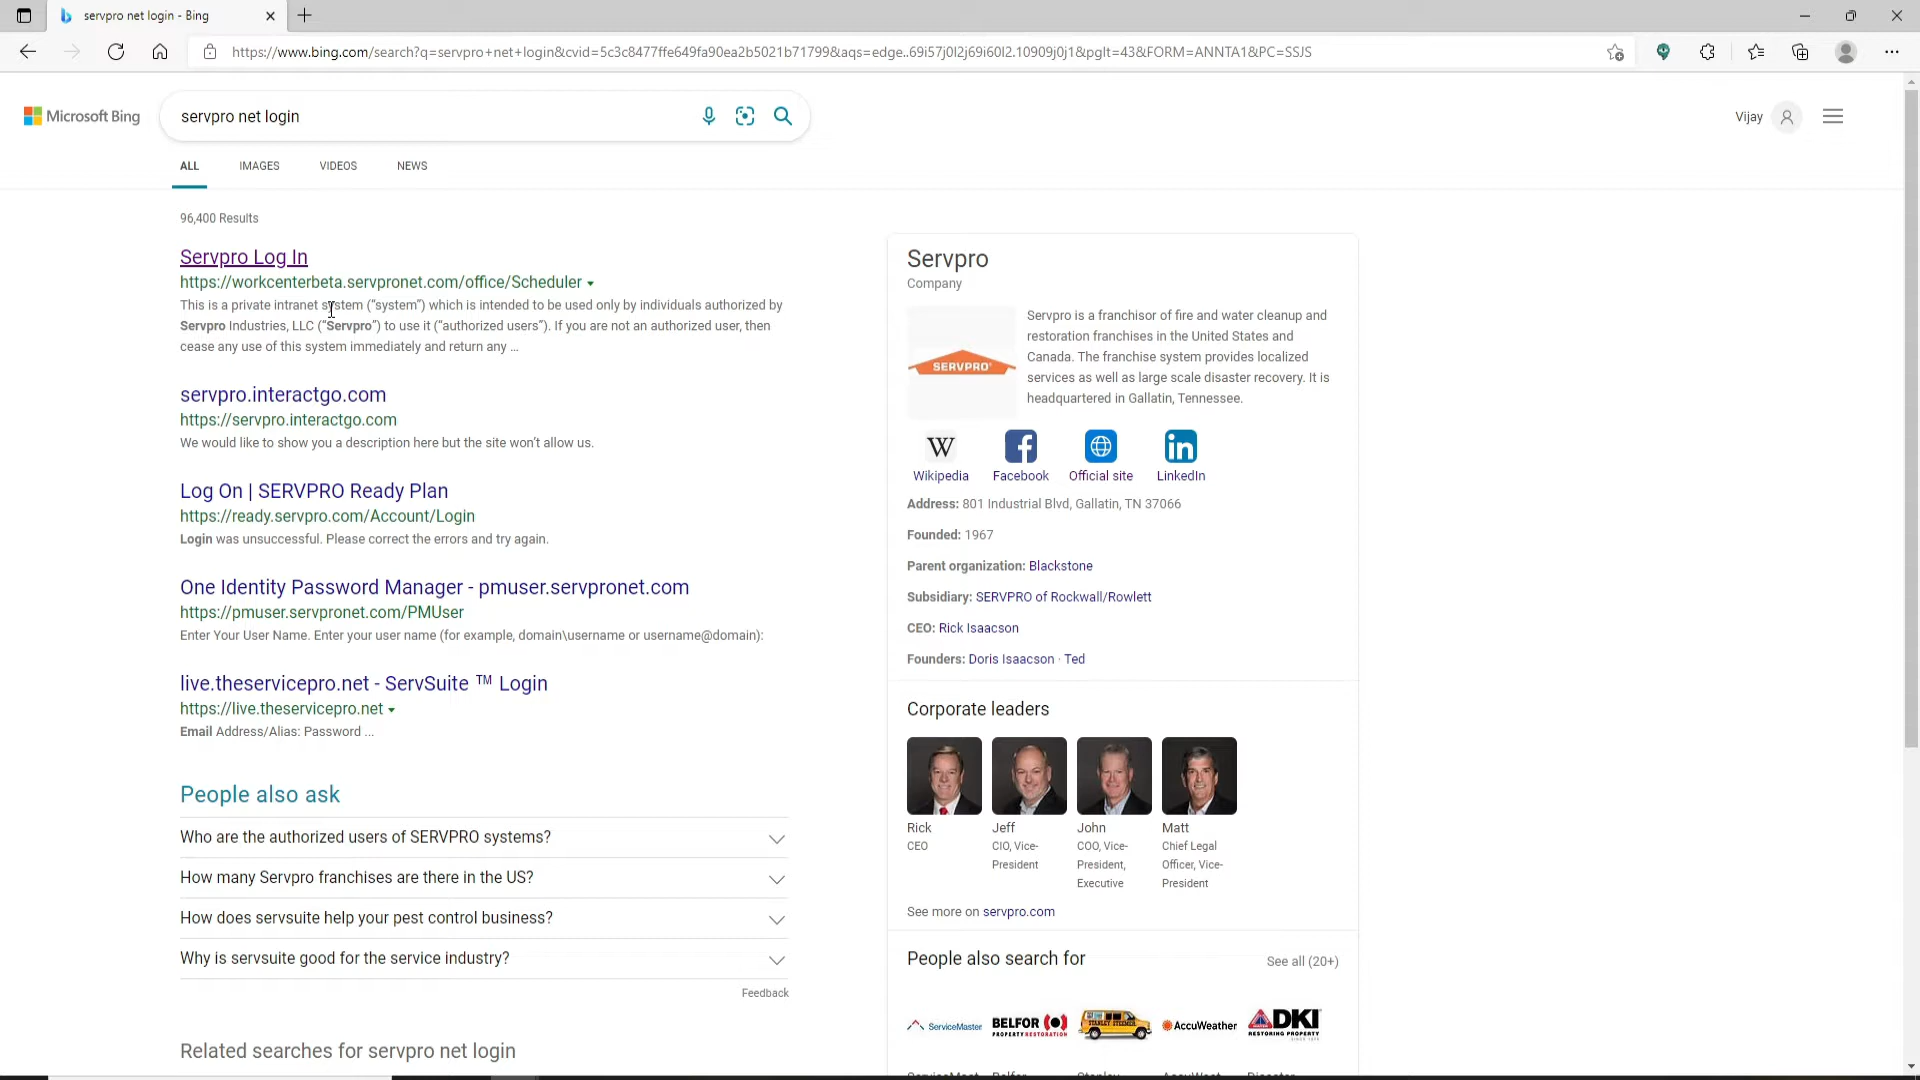 servpro net login - Bing
https://www.bing.com/search?q=servpro+net+login&cvid=5c3c8477ffe649fa90ea2b5021b71799&aqs=edge..69i57j0l2j69i60l2.10909j0j1&pglt=43&FORM=ANNTA1&PC=SSJS
Microsoft Bing
servpro net login
Vijay
ALL IMAGES VIDEOS NEWS
96,400 Results
Servpro Log In
https://workcenterbeta.servpronet.com/office/Scheduler
This is a private intranet system (“system”) which is intended to be used only by individuals authorized by
Servpro Industries, LLC (“Servpro”) to use it (“authorized users”). If you are not an authorized user, then
cease any use of this system immediately and return any ...
servpro.interactgo.com
https://servpro.interactgo.com
We would like to show you a description here but the site won’t allow us.
Log On | SERVPRO Ready Plan
https://ready.servpro.com/Account/Login
Login was unsuccessful. Please correct the errors and try again.
One Identity Password Manager - pmuser.servpronet.com
https://pmuser.servpronet.com/PMUser
Enter Your User Name. Enter your user name (for example, domain\username or username@domain):
live.theservicepro.net - ServSuite ™ Login
https://live.theservicepro.net
Email Address/Alias: Password ...
People also ask
Who are the authorized users of SERVPRO systems?
How many Servpro franchises are there in the US?
How does servsuite help your pest control business?
Why is servsuite good for the service industry?
Feedback
Related searches for servpro net login
Servpro
Company
SERVPRO
Servpro is a franchisor of fire and water cleanup and
restoration franchises in the United States and
Canada. The franchise system provides localized
services as well as large scale disaster recovery. It is
headquartered in Gallatin, Tennessee.
W
Wikipedia Facebook Official site LinkedIn
Address: 801 Industrial Blvd, Gallatin, TN 37066
Founded: 1967
Parent organization: Blackstone
Subsidiary: SERVPRO of Rockwall/Rowlett
CEO: Rick Isaacson
Founders: Doris Isaacson · Ted
Corporate leaders
Rick
CEO
Jeff
CIO, Vice-
President
John
COO, Vice-
President,
Executive
Matt
Chief Legal
Officer, Vice-
President
See more on servpro.com
People also search for
See all (20+)
ServiceMaster
BELFOR
PROPERTY RESTORATION
STANLEY STEEMER
AccuWeather
DKI
RESTORING PROPERTY